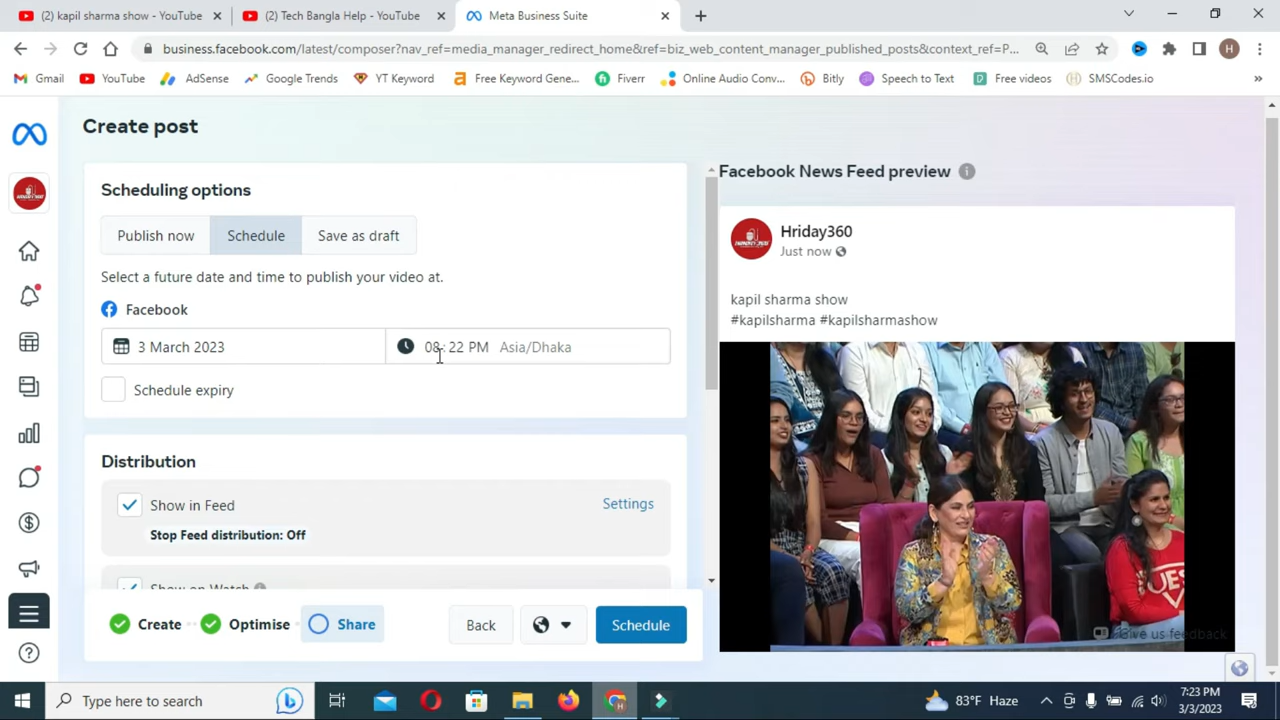 (2) kapil sharma show - YouTube
(2) Tech Bangla Help - YouTube
Meta Business Suite
business.facebook.com/latest/composer?nav_ref=media_manager_redirect_home&ref=biz_web_content_manager_published_posts&context_ref=P...
H
Gmail
YouTube
AdSense
Google Trends
YT Keyword
Free Keyword Gene...
Fiverr
Online Audio Conv...
Bitly
Speech to Text
Free videos
SMSCodes.io
»
Create post
Scheduling options
Publish now
Schedule
Save as draft
Select a future date and time to publish your video at.
Facebook
3 March 2023
08 : 22 PM Asia/Dhaka
Schedule expiry
Distribution
Show in Feed
Settings
Stop Feed distribution: Off
Show on Watch
Create
Optimise
Share
Back
Schedule
Facebook News Feed preview
Hriday360
Just now
kapil sharma show
#kapilsharma #kapilsharmashow
Give us feedback
Type here to search
83°F Haze
7:23 PM
3/3/2023